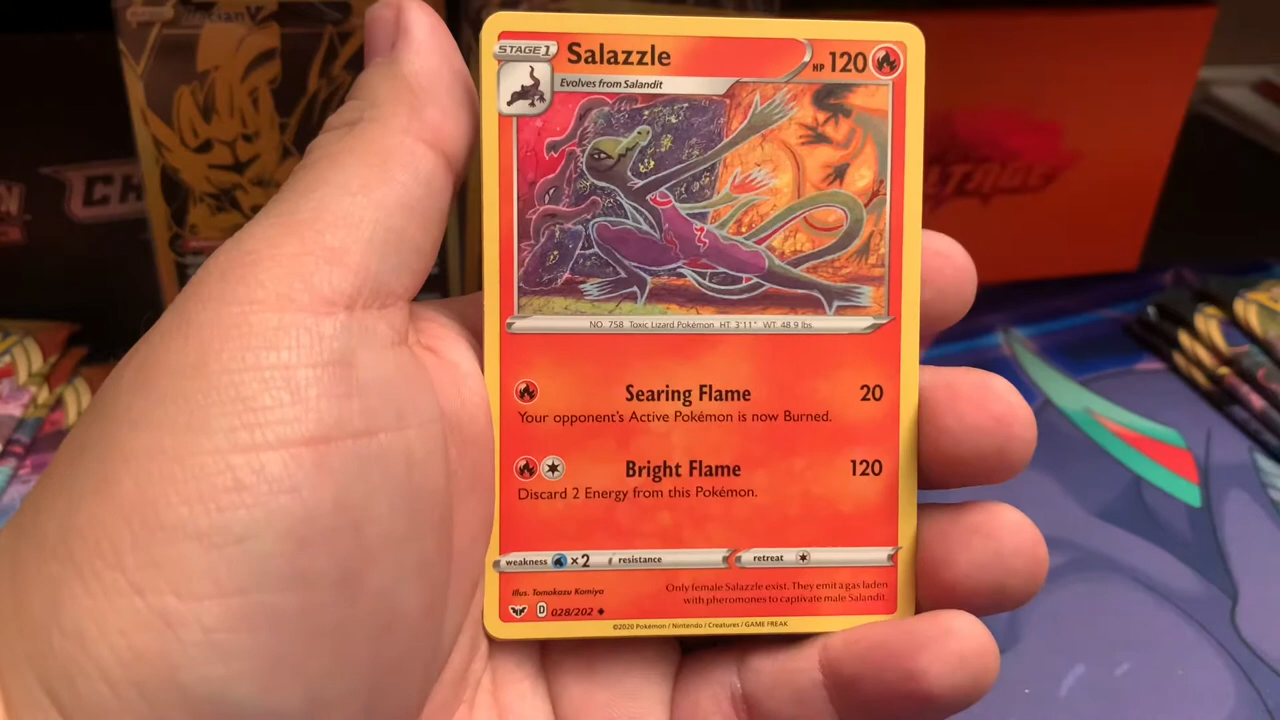 STAGE1
Salazzle
HP 120
Evolves from Salandit
NO. 758 Toxic Lizard Pokémon HT: 3'11" WT: 48.9 lbs.
Searing Flame 20
Your opponent's Active Pokémon is now Burned.
Bright Flame 120
Discard 2 Energy from this Pokémon.
weakness ×2 resistance retreat
Illus. Tomokazu Komiya
Only female Salazzle exist. They emit a gas laden
with pheromones to captivate male Salandit.
D 028/202
©2020 Pokémon / Nintendo / Creatures / GAME FREAK